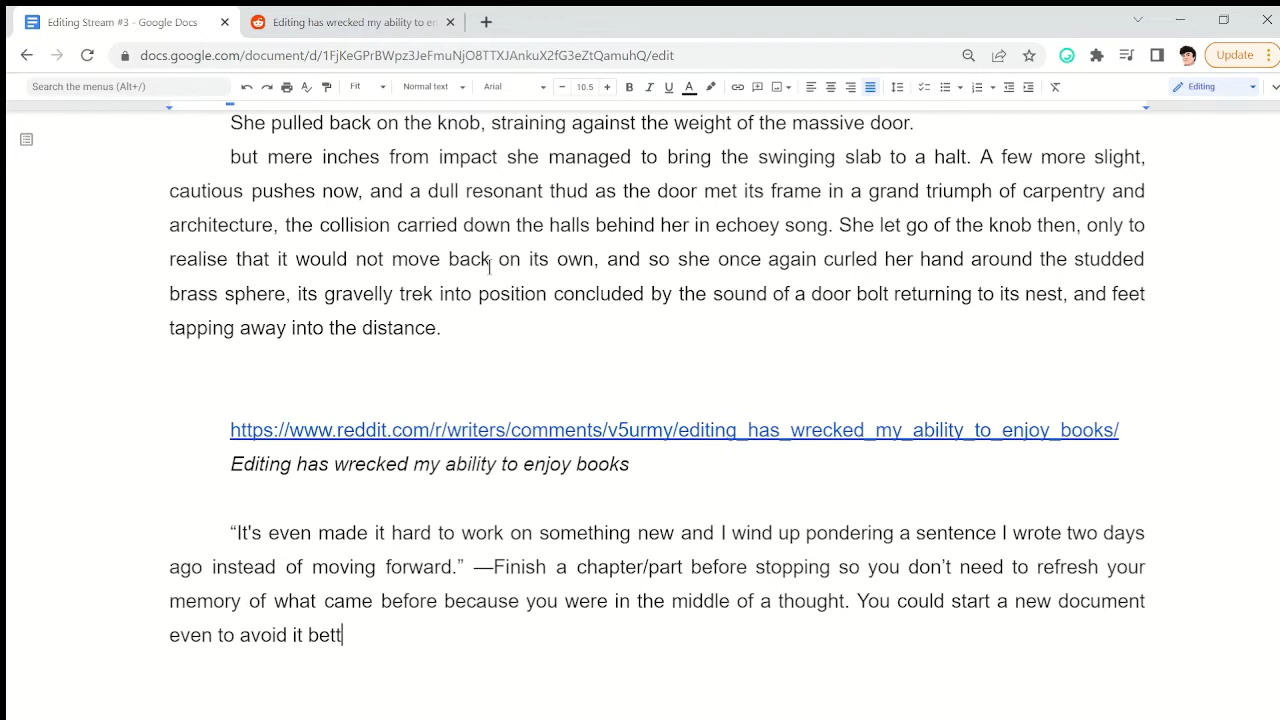 Editing Stream #3 - Google Docs
Editing has wrecked my ability to en
docs.google.com/document/d/1FjKeGPrBWpz3JeFmuNjO8TTXJAnkuX2fG3eZtQamuhQ/edit
Update
Search the menus (Alt+/)
Fit
Normal text
Arial
10.5
Editing
She pulled back on the knob, straining against the weight of the massive door.
but mere inches from impact she managed to bring the swinging slab to a halt. A few more slight,
cautious pushes now, and a dull resonant thud as the door met its frame in a grand triumph of carpentry and
architecture, the collision carried down the halls behind her in echoey song. She let go of the knob then, only to
realise that it would not move back on its own, and so she once again curled her hand around the studded
brass sphere, its gravelly trek into position concluded by the sound of a door bolt returning to its nest, and feet
tapping away into the distance.
https://www.reddit.com/r/writers/comments/v5urmy/editing_has_wrecked_my_ability_to_enjoy_books/
Editing has wrecked my ability to enjoy books
“It's even made it hard to work on something new and I wind up pondering a sentence I wrote two days
ago instead of moving forward.” —Finish a chapter/part before stopping so you don’t need to refresh your
memory of what came before because you were in the middle of a thought. You could start a new document
even to avoid it bett